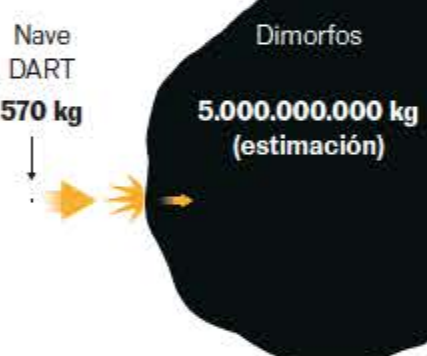 Nave
DART
570 kg
Dimorfos
5.000.000.000 kg
(estimación)